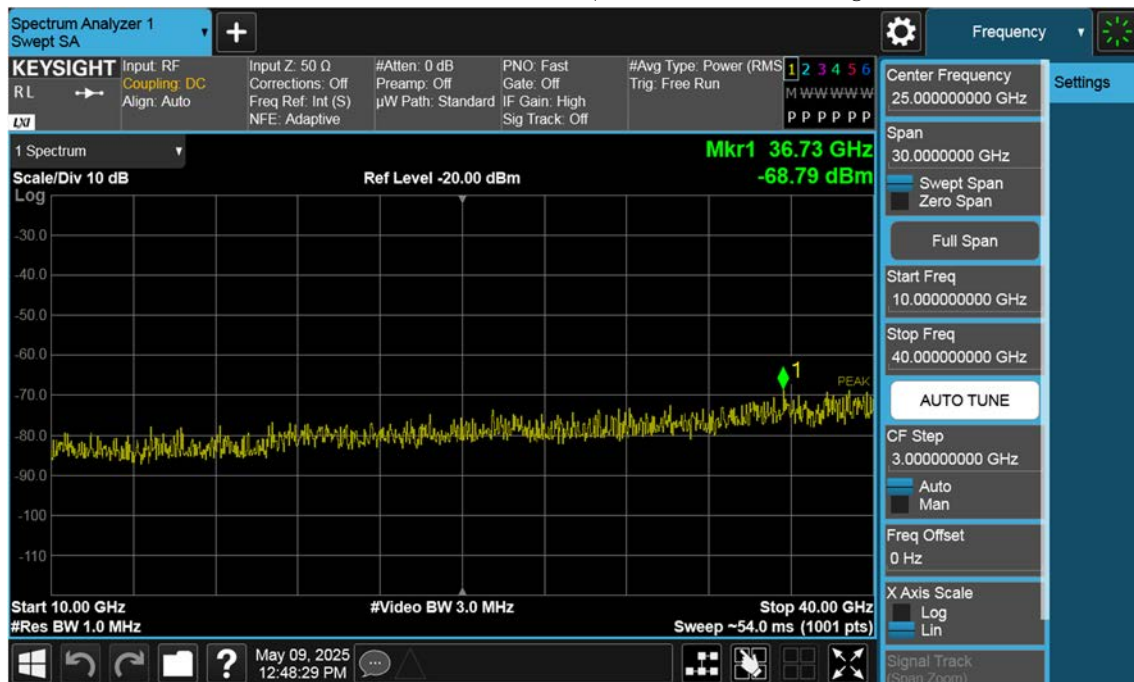 Spectrum Analyzer 1
Swept SA
+
Frequency
KEYSIGHT
RL
LXI
Input: RF
Coupling: DC
Align: Auto
Input Z: 50 Ω
Corrections: Off
Freq Ref: Int (S)
NFE: Adaptive
#Atten: 0 dB
Preamp: Off
µW Path: Standard
PNO: Fast
Gate: Off
IF Gain: High
Sig Track: Off
#Avg Type: Power (RMS
Trig: Free Run
1 2 3 4 5 6
M W W W W W
P P P P P P
1 Spectrum
Scale/Div 10 dB
Ref Level -20.00 dBm
Mkr1 36.73 GHz
-68.79 dBm
Log
-30.0
-40.0
-50.0
-60.0
-70.0
-80.0
-90.0
-100
-110
1
PEAK
Start 10.00 GHz
#Res BW 1.0 MHz
#Video BW 3.0 MHz
Stop 40.00 GHz
Sweep ~54.0 ms (1001 pts)
Center Frequency
25.000000000 GHz
Span
30.0000000 GHz
Swept Span
Zero Span
Full Span
Start Freq
10.000000000 GHz
Stop Freq
40.000000000 GHz
AUTO TUNE
CF Step
3.000000000 GHz
Auto
Man
Freq Offset
0 Hz
X Axis Scale
Log
Lin
Signal Track
(Span Zoom)
Settings
?
May 09, 2025
12:48:29 PM